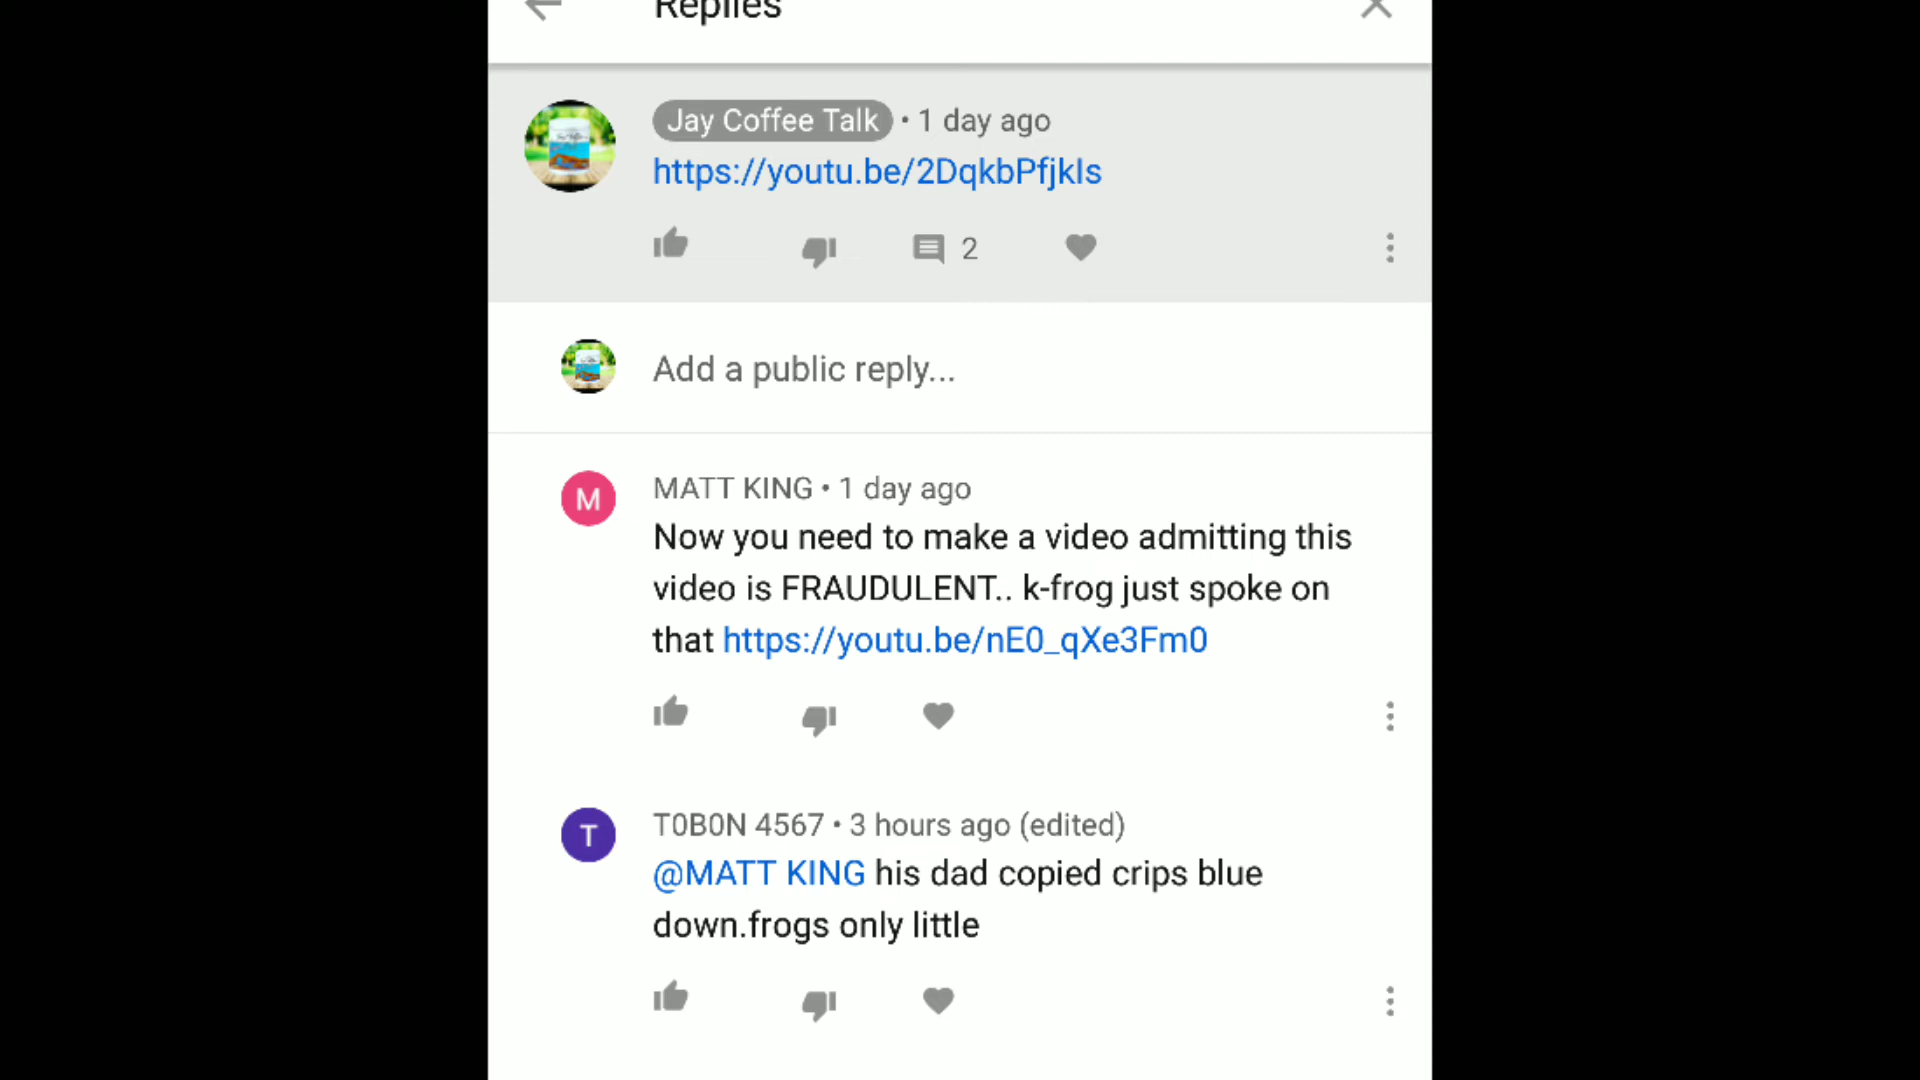 Replies
Jay Coffee Talk • 1 day ago
https://youtu.be/2DqkbPfjkIs
2
Add a public reply...
M
MATT KING • 1 day ago
Now you need to make a video admitting this
video is FRAUDULENT.. k-frog just spoke on
that https://youtu.be/nE0_qXe3Fm0
T
T0B0N 4567 • 3 hours ago (edited)
@MATT KING his dad copied crips blue
down.frogs only little